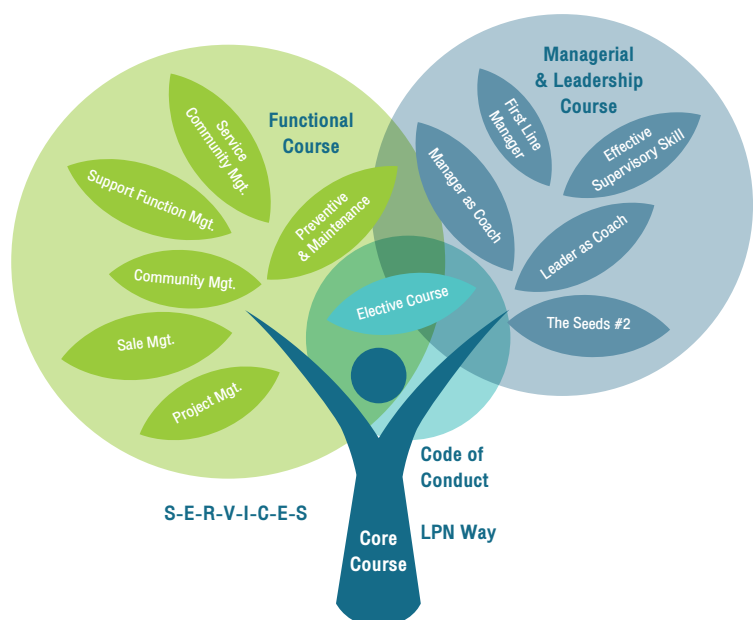 Managerial
& Leadership
Course
Functional
Course
Service
Community Mgt.
Support Function Mgt.
Preventive
& Maintenance
Community Mgt.
Sale Mgt.
Project Mgt.
First Line
Manager
Effective
Supervisory Skill
Manager as Coach
Leader as Coach
The Seeds #2
Elective Course
Code of
Conduct
S-E-R-V-I-C-E-S
LPN Way
Core
Course